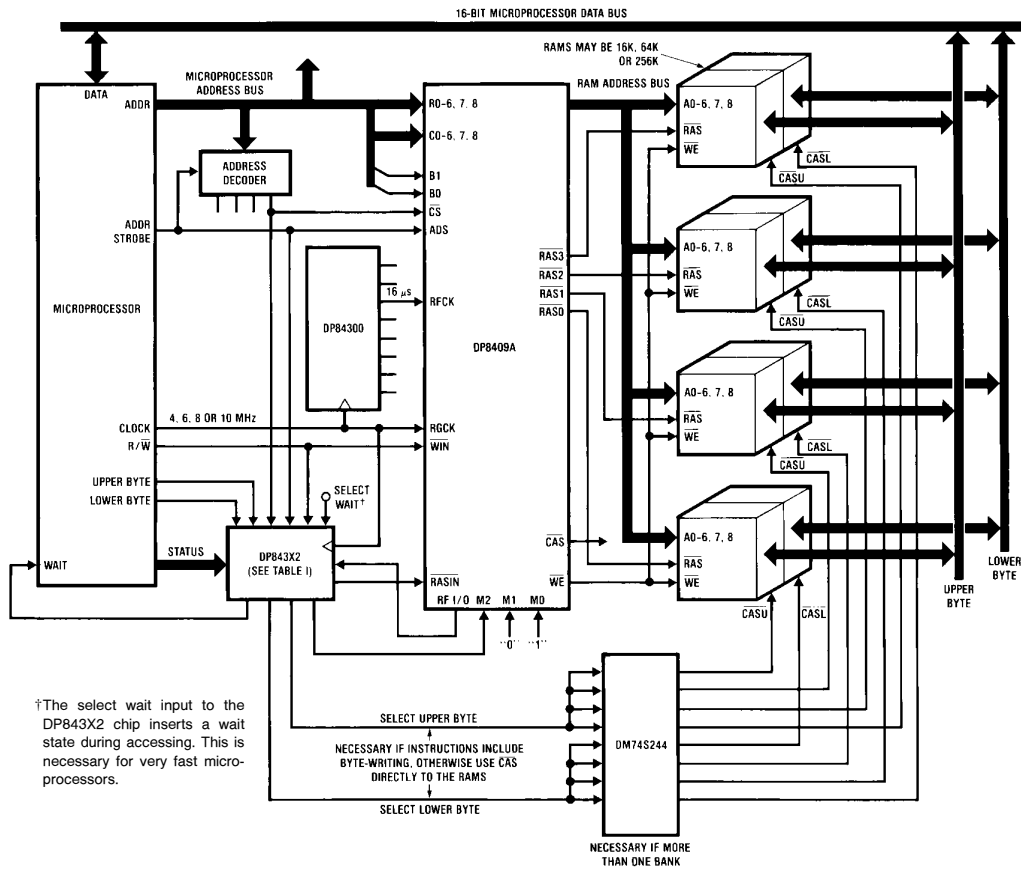 16-BIT MICROPROCESSOR DATA BUS
RAMS MAY BE 16K, 64K
OR 256K
DATA
ADDR
MICROPROCESSOR
ADDRESS BUS
R0-6, 7, 8
C0-6, 7, 8
RAM ADDRESS BUS
A0-6, 7, 8
RAS
WE
CASL
CASU
ADDRESS
DECODER
B1
B0
CS
ADDR
STROBE
ADS
A0-6, 7, 8
RAS3
RAS2
RAS
WE
RAS1
RAS0
CASL
CASU
MICROPROCESSOR
DP84300
16 μs
RFCK
DP8409A
A0-6, 7, 8
RAS
WE
CASL
CASU
CLOCK
4, 6, 8 OR 10 MHz
RGCK
R/W
WIN
UPPER BYTE
LOWER BYTE
SELECT
WAIT†
A0-6, 7, 8
CAS
RAS
WE
WE
CASU
CASL
LOWER
BYTE
UPPER
BYTE
WAIT
STATUS
DP843X2
(SEE TABLE I)
RASIN
RF I/O
M2
M1
M0
"0"
"1"
†The select wait input to the
DP843X2 chip inserts a wait
state during accessing. This is
necessary for very fast micro-
processors.
SELECT UPPER BYTE
NECESSARY IF INSTRUCTIONS INCLUDE
BYTE-WRITING, OTHERWISE USE CAS
DIRECTLY TO THE RAMS
SELECT LOWER BYTE
DM74S244
NECESSARY IF MORE
THAN ONE BANK